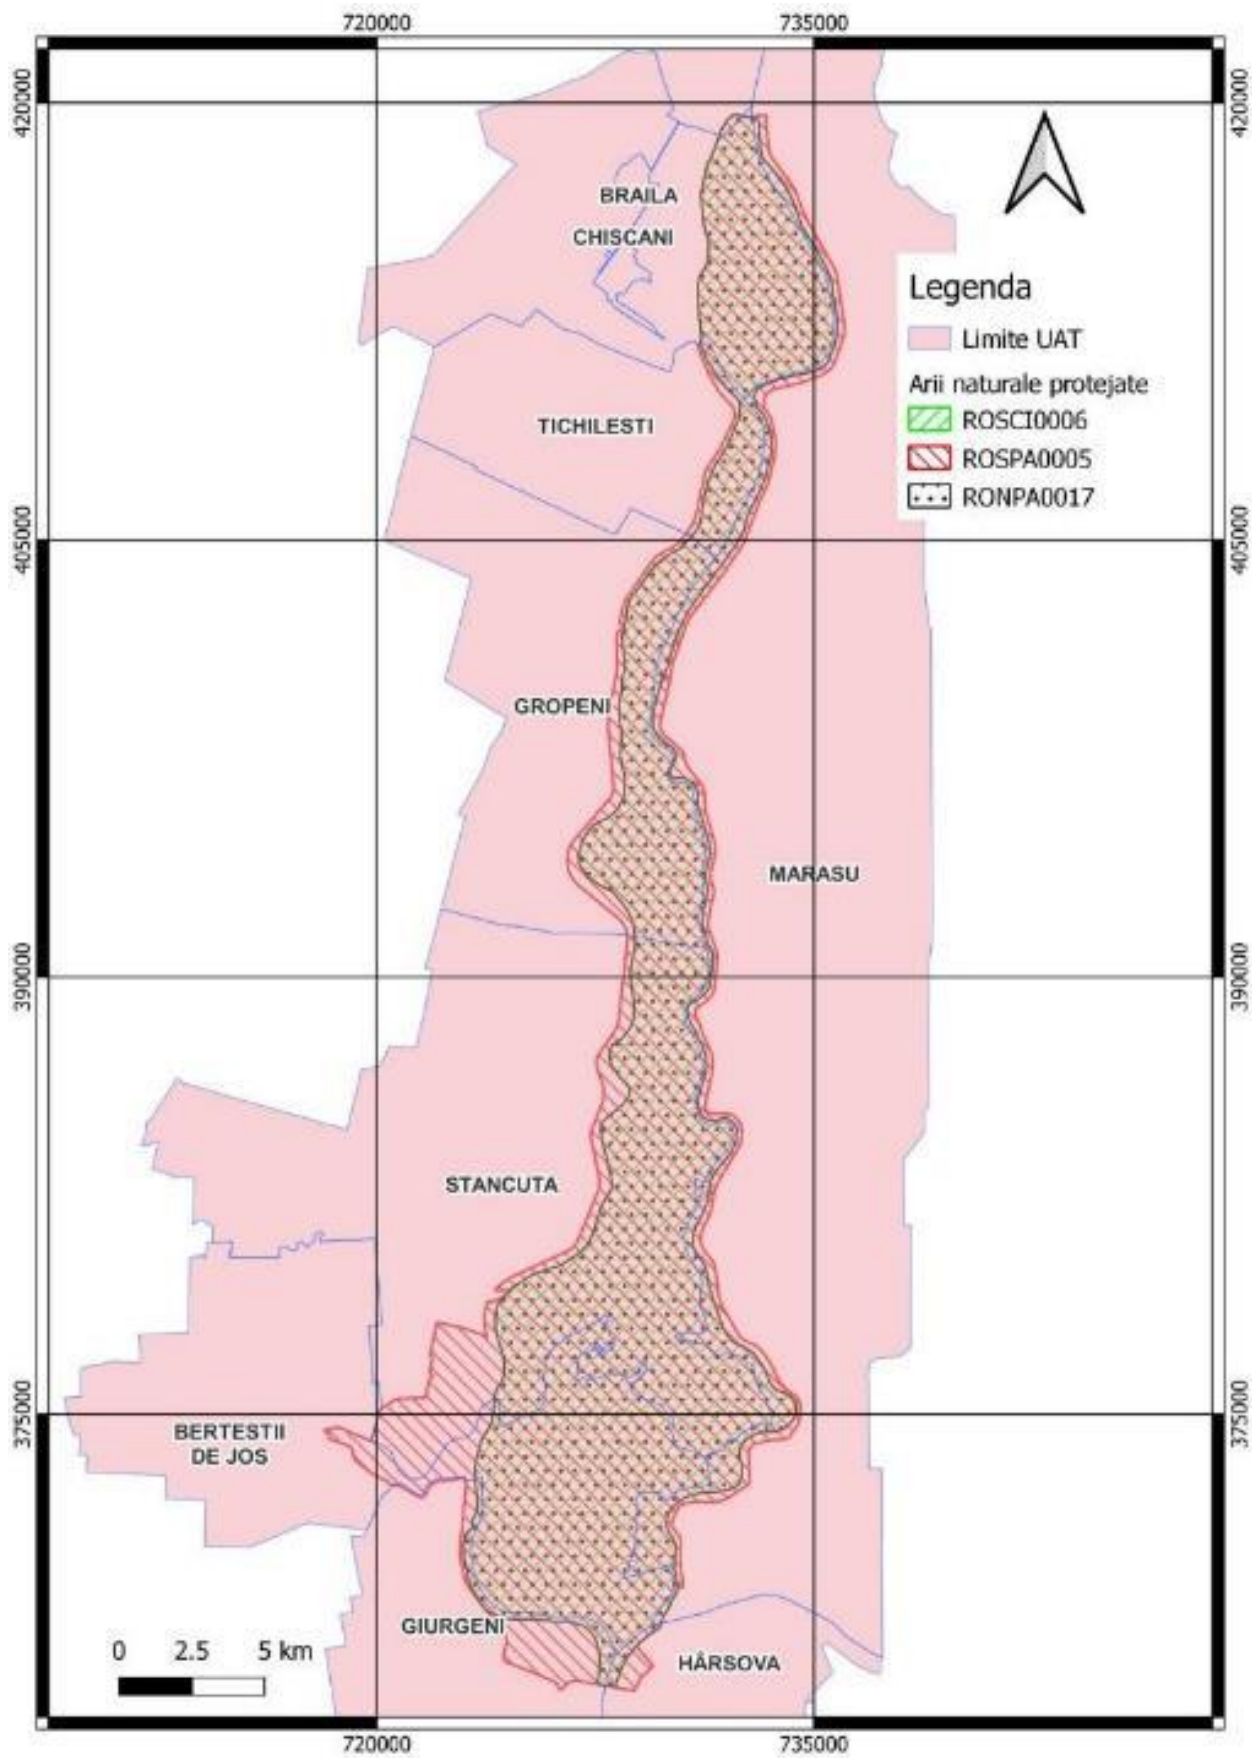 720000
735000
420000
420000
BRAILA
CHISCANI
Legenda
Limite UAT
Arii naturale protejate
ROSCI0006
ROSPA0005
RONPA0017
TICHILESTI
405000
405000
GROPENI
MARASU
390000
390000
STANCUTA
375000
375000
BERTESTII
DE JOS
GIURGENI
HÂRSOVA
0 2.5 5 km
720000
735000